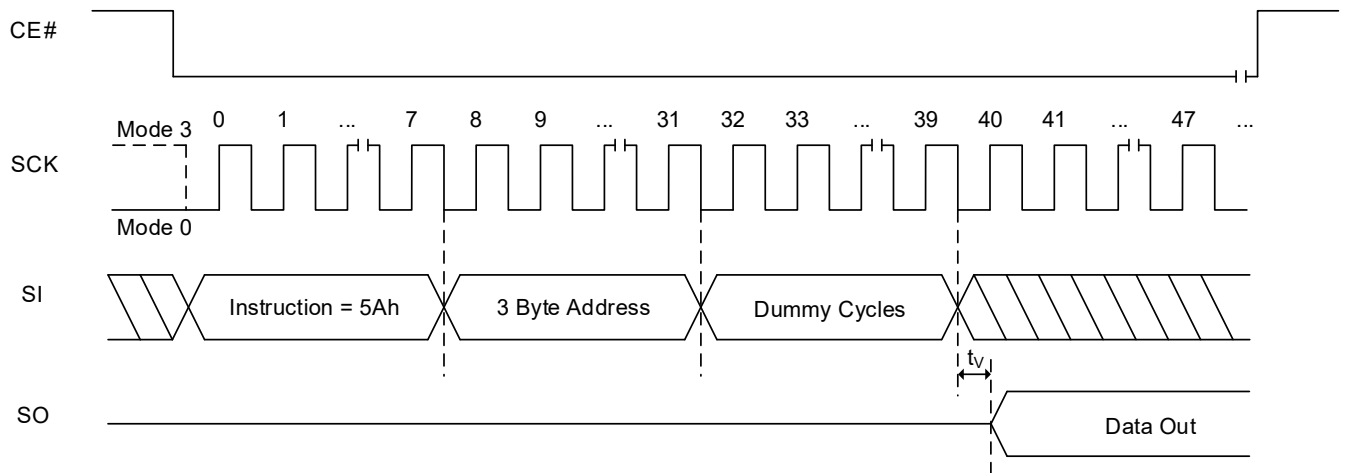 CE#
Mode 3 0 1 ... 7 8 9 ... 31 32 33 ... 39 40 41 ... 47 ...
SCK
Mode 0
SI Instruction = 5Ah 3 Byte Address Dummy Cycles
tV
SO Data Out